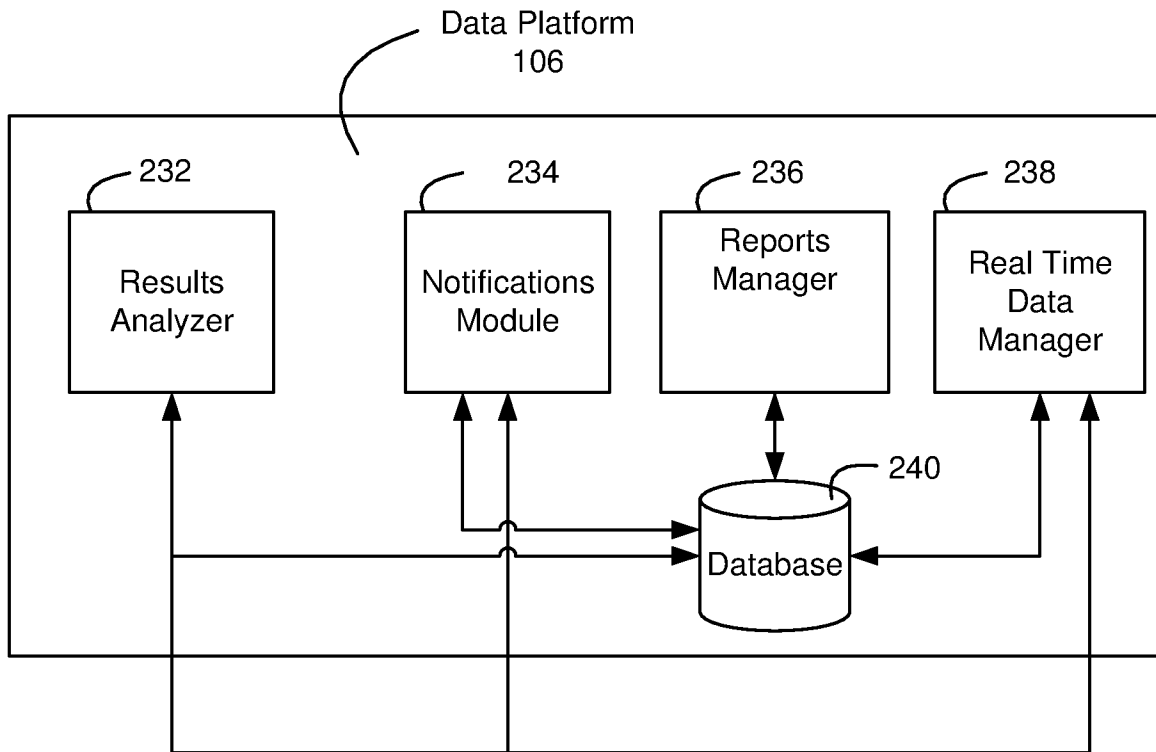 Data Platform
106
232
234
236
238
Results
Analyzer
Notifications
Module
Reports
Manager
Real Time
Data
Manager
240
Database